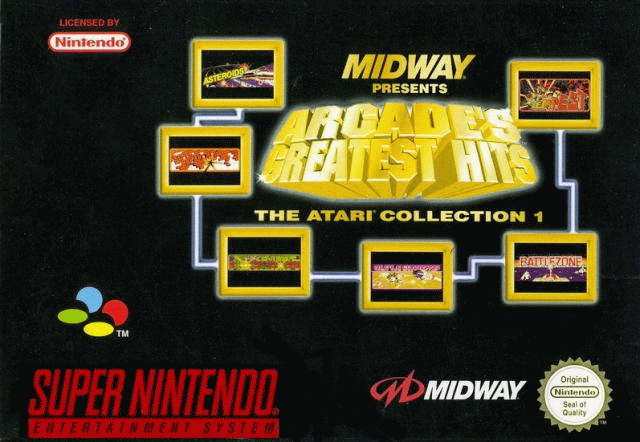 LICENSED BY
Nintendo
ASTEROIDS
MIDWAY
PRESENTS
TEMPEST
ARCADE'S
GREATEST HITS
THE ATARI COLLECTION 1
BATTLEZONE
TM
SUPER NINTENDO
ENTERTAINMENT SYSTEM
MIDWAY
Original
Nintendo
Seal of
Quality
TM